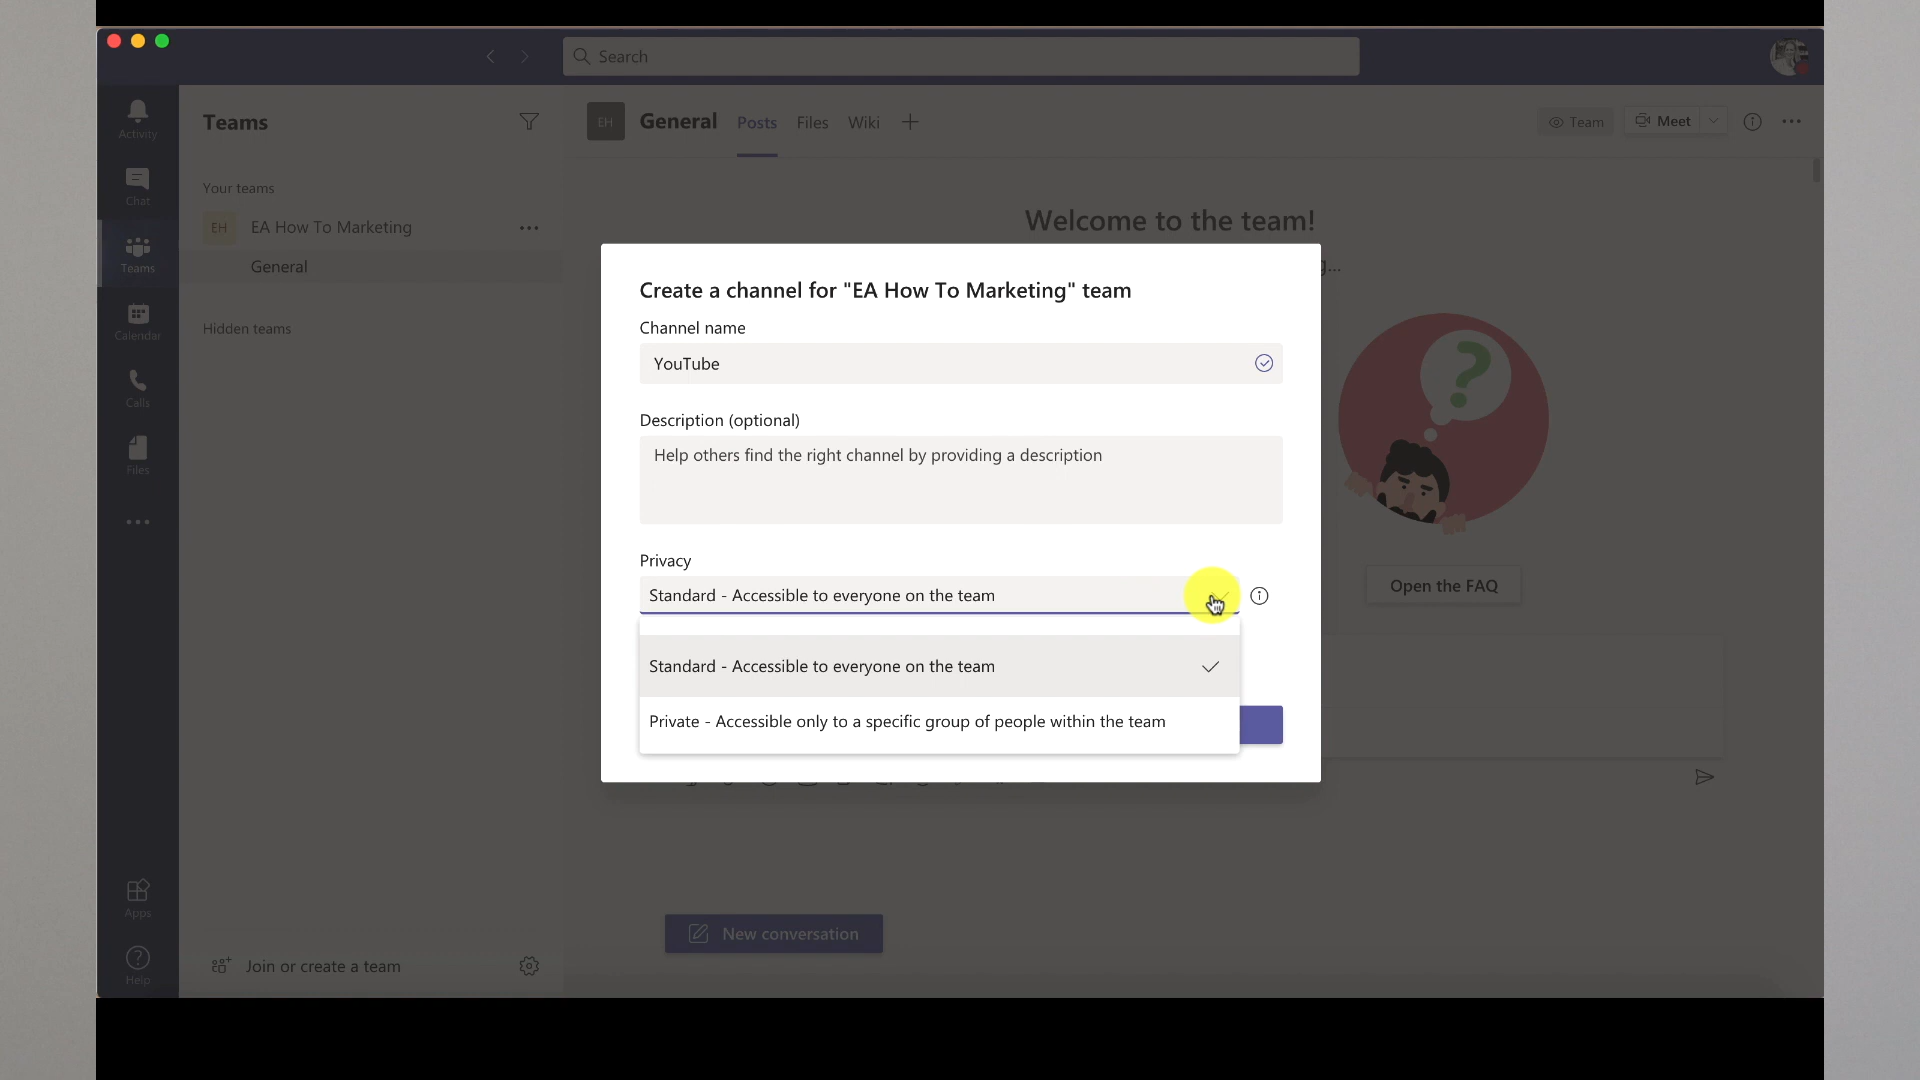 Search
Activity
Chat
Teams
Calendar
Calls
Files
Apps
Help
Teams
Your teams
EH
EA How To Marketing
General
Hidden teams
Join or create a team
EH
General
Posts
Files
Wiki
Team
Meet
Welcome to the team!
Create a channel for "EA How To Marketing" team
Channel name
YouTube
Description (optional)
Help others find the right channel by providing a description
Privacy
Standard - Accessible to everyone on the team
Standard - Accessible to everyone on the team
Private - Accessible only to a specific group of people within the team
Open the FAQ
New conversation